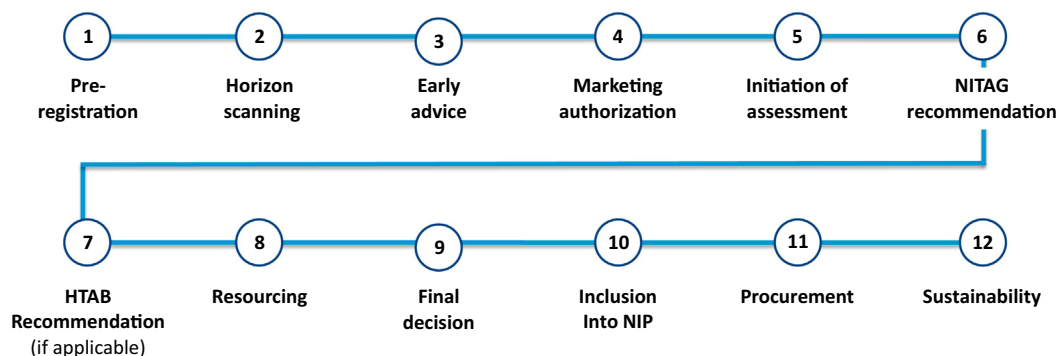 1 2 3 4 5 6
Pre- Horizon Early Marketing Initiation of NITAG
registration scanning advice authorization assessment recommendation
7 8 9 10 11 12
HTAB Resourcing Final Inclusion Procurement Sustainability
Recommendation decision Into NIP
(if applicable)